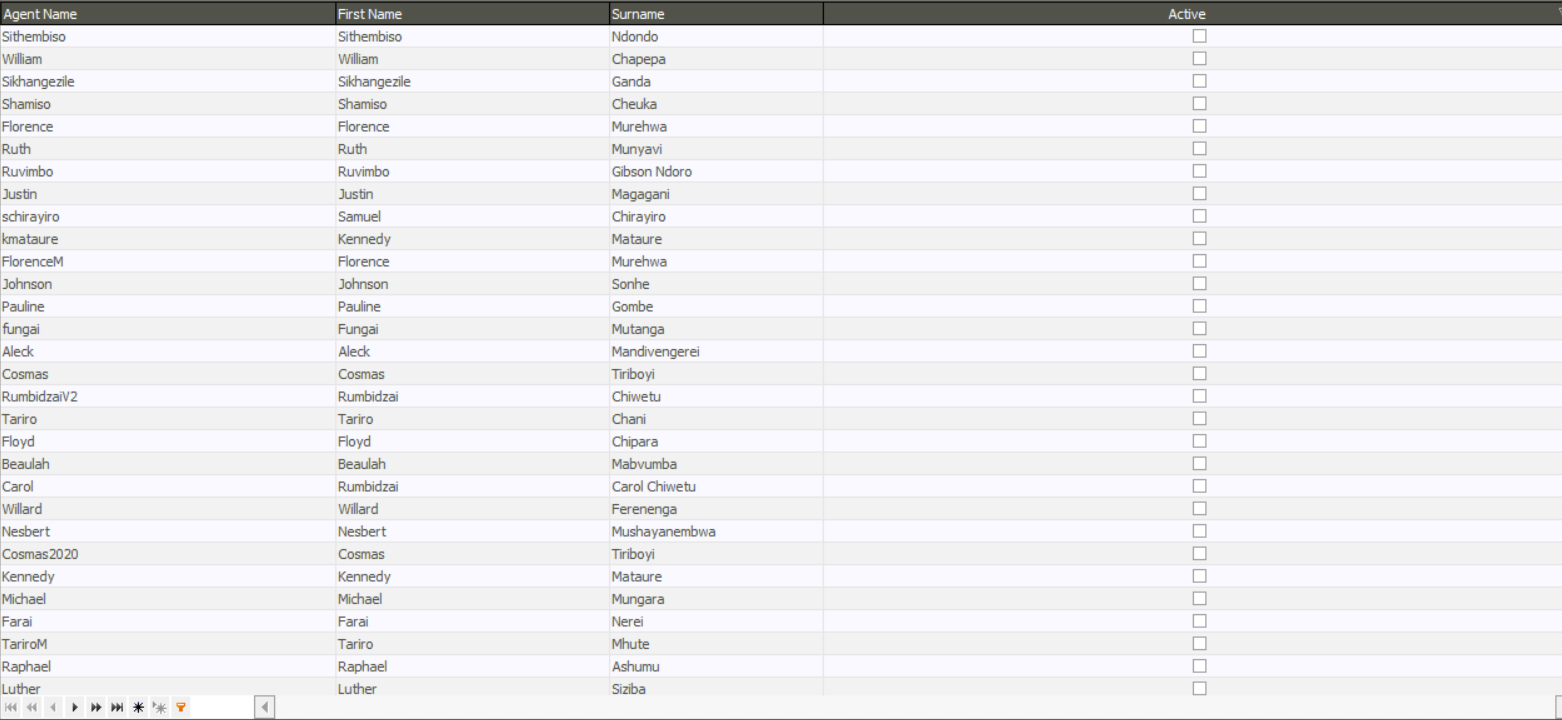 Agent Name First Name Surname Active
Sithembiso Sithembiso Ndondo
William William Chapepa
Sikhangezile Sikhangezile Ganda
Shamiso Shamiso Cheuka
Florence Florence Murehwa
Ruth Ruth Munyavi
Ruvimbo Ruvimbo Gibson Ndoro
Justin Justin Magagani
schirayiro Samuel Chirayiro
kmataure Kennedy Mataure
FlorenceM Florence Murehwa
Johnson Johnson Sonhe
Pauline Pauline Gombe
fungai Fungai Mutanga
Aleck Aleck Mandivengerei
Cosmas Cosmas Tiriboyi
RumbidzaiV2 Rumbidzai Chiwetu
Tariro Tariro Chani
Floyd Floyd Chipara
Beaulah Beaulah Mabvumba
Carol Rumbidzai Carol Chiwetu
Willard Willard Ferenenga
Nesbert Nesbert Mushayanembwa
Cosmas2020 Cosmas Tiriboyi
Kennedy Kennedy Mataure
Michael Michael Mungara
Farai Farai Nerei
TariroM Tariro Mhute
Raphael Raphael Ashumu
Luther Luther Siziba